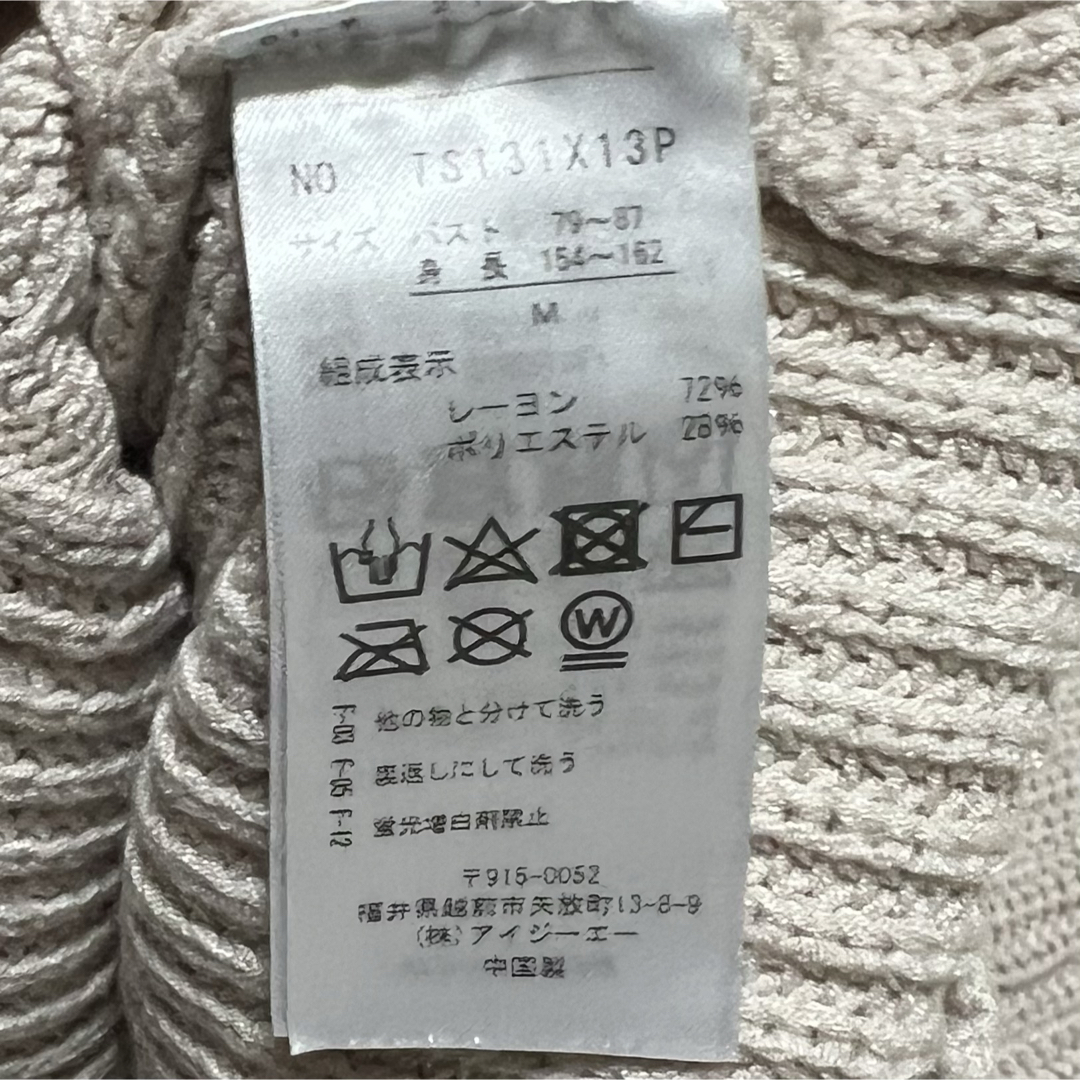 NO TS131X13P
サイズ バスト 79～87
身長 154～162
M
組成表示
レーヨン 72%
ポリエステル 28%
W
他の物と分けて洗う
裏返しにして洗う
F-12 蛍光増白剤禁止
〒915-0052
福井県越前市矢放町13-8-9
(株)アイジーエー
中国製